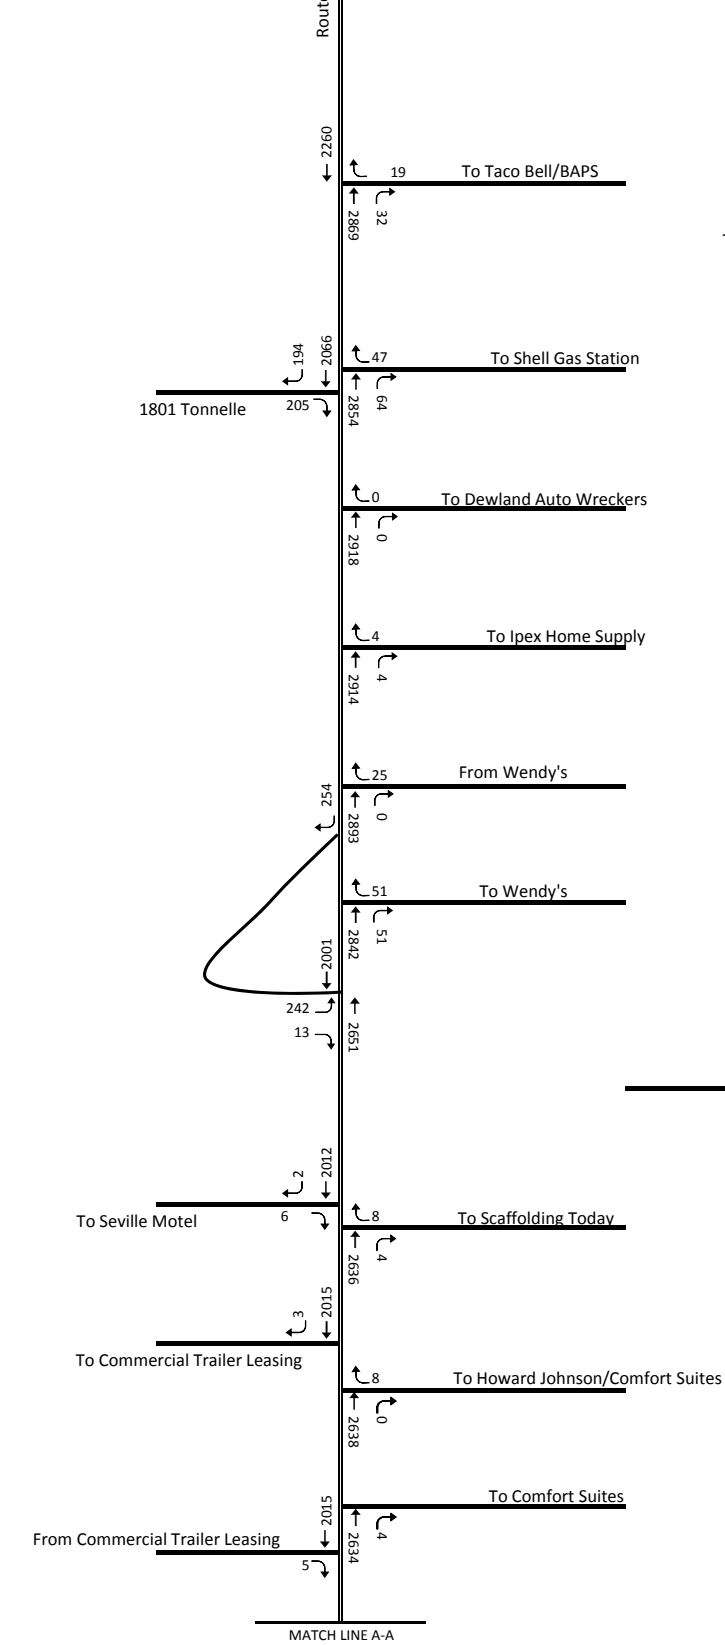 Route
2260
19
To Taco Bell/BAPS
2869
32
194
2066
47
To Shell Gas Station
1801 Tonnelle
205
2854
64
0
To Dewland Auto Wreckers
2918
0
4
To Ipex Home Supply
2914
4
25
From Wendy's
254
2893
0
51
To Wendy's
2842
51
2001
242
2651
13
2
2012
To Seville Motel
6
8
To Scaffolding Today
2636
4
3
2015
To Commercial Trailer Leasing
8
To Howard Johnson/Comfort Suites
2638
0
2015
To Comfort Suites
2634
4
From Commercial Trailer Leasing
5
MATCH LINE A-A